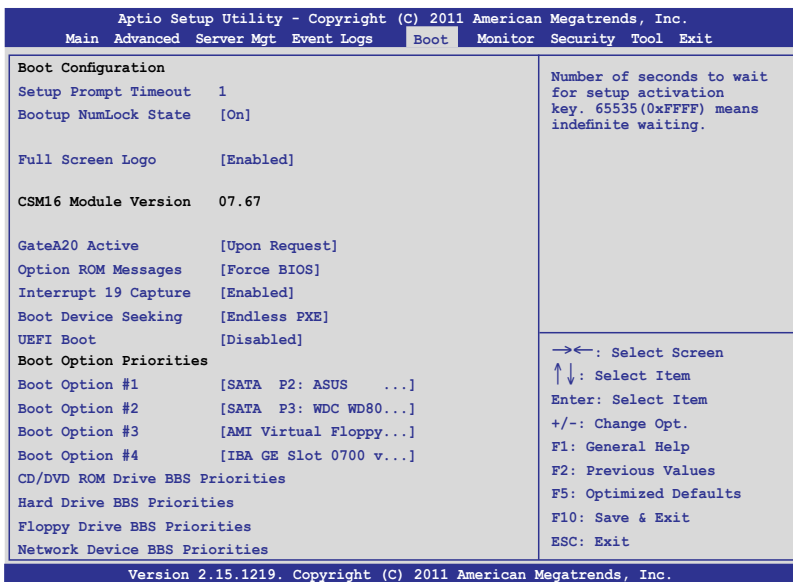 Aptio Setup Utility - Copyright (C) 2011 American Megatrends, Inc.
Main Advanced Server Mgt Event Logs Boot Monitor Security Tool Exit
Boot Configuration
Setup Prompt Timeout 1
Bootup NumLock State [On]
Full Screen Logo [Enabled]
CSM16 Module Version 07.67
GateA20 Active [Upon Request]
Option ROM Messages [Force BIOS]
Interrupt 19 Capture [Enabled]
Boot Device Seeking [Endless PXE]
UEFI Boot [Disabled]
Boot Option Priorities
Boot Option #1 [SATA P2: ASUS ...]
Boot Option #2 [SATA P3: WDC WD80...]
Boot Option #3 [AMI Virtual Floppy...]
Boot Option #4 [IBA GE Slot 0700 v...]
CD/DVD ROM Drive BBS Priorities
Hard Drive BBS Priorities
Floppy Drive BBS Priorities
Network Device BBS Priorities
Number of seconds to wait
for setup activation
key. 65535(0xFFFF) means
indefinite waiting.
→←: Select Screen
↑↓: Select Item
Enter: Select Item
+/-: Change Opt.
F1: General Help
F2: Previous Values
F5: Optimized Defaults
F10: Save & Exit
ESC: Exit
Version 2.15.1219. Copyright (C) 2011 American Megatrends, Inc.